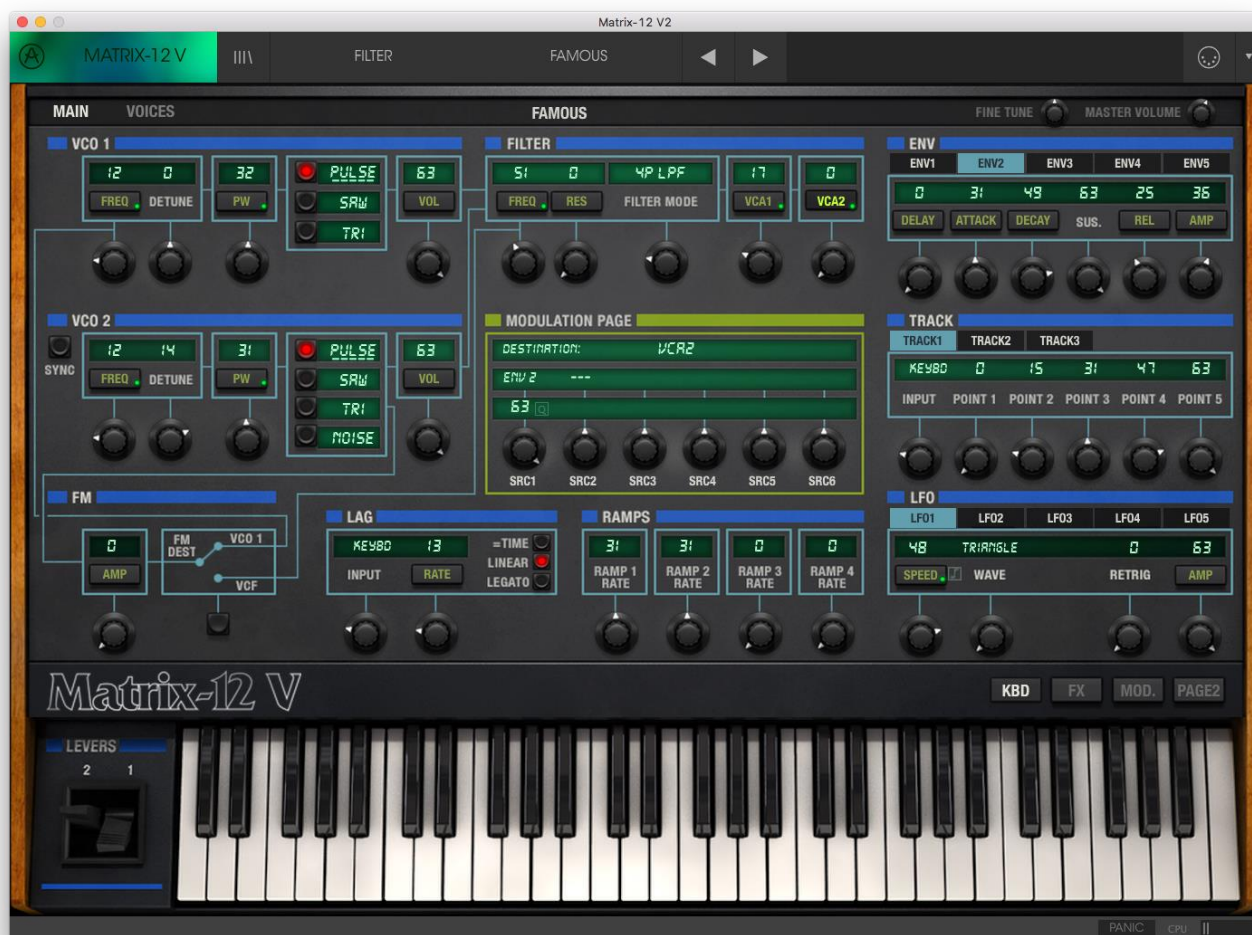 Matrix-12 V2
MATRIX-12 V FILTER FAMOUS
MAIN VOICES FAMOUS FINE TUNE MASTER VOLUME
VCO 1
12 0 32 PULSE 63
FREQ DETUNE PW SAW VOL
TRI
FILTER
51 0 4P LPF 17 0
FREQ RES FILTER MODE VCA1 VCA2
ENV
ENV1 ENV2 ENV3 ENV4 ENV5
0 31 49 63 25 36
DELAY ATTACK DECAY SUS. REL AMP
VCO 2
SYNC
12 14 31 PULSE 63
FREQ DETUNE PW SAW VOL
TRI
NOISE
MODULATION PAGE
DESTINATION: VCA2
ENV 2 ---
63 Q
SRC1 SRC2 SRC3 SRC4 SRC5 SRC6
TRACK
TRACK1 TRACK2 TRACK3
KEYBD 0 15 31 47 63
INPUT POINT 1 POINT 2 POINT 3 POINT 4 POINT 5
FM
0
AMP
FM DEST VCO 1
VCF
LAG
KEYBD 13
INPUT RATE
=TIME
LINEAR
LEGATO
RAMPS
31 31 0 0
RAMP 1 RATE RAMP 2 RATE RAMP 3 RATE RAMP 4 RATE
LFO
LFO1 LFO2 LFO3 LFO4 LFO5
48 TRIANGLE 0 63
SPEED WAVE RETRIG AMP
Matrix-12 V
KBD FX MOD. PAGE2
LEVERS
2 1
PANIC CPU